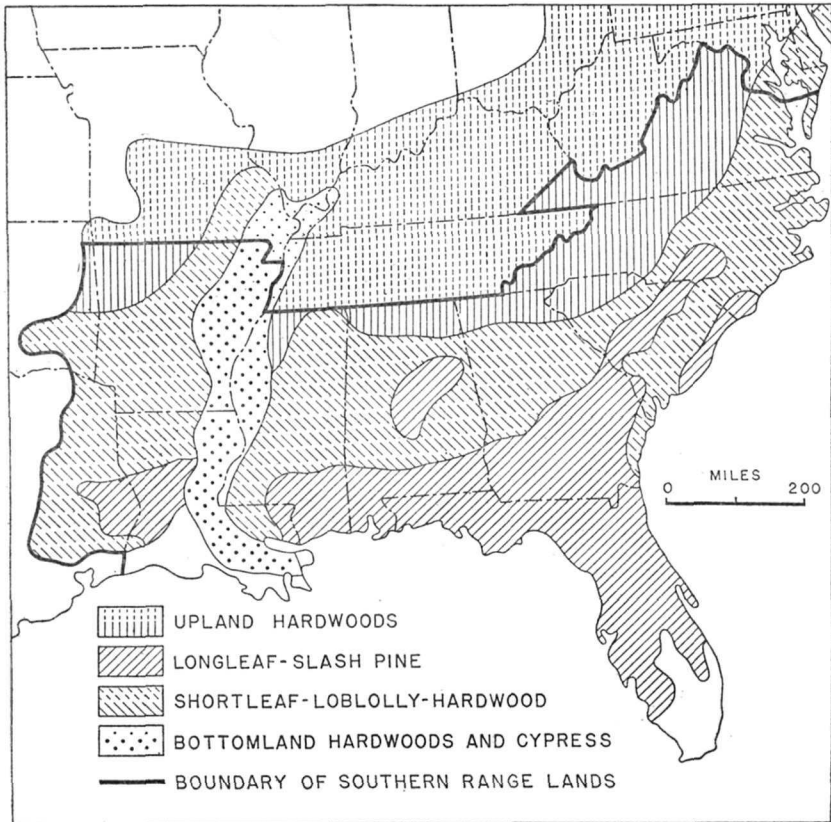 MILES
0 200
UPLAND HARDWOODS
LONGLEAF-SLASH PINE
SHORTLEAF-LOBLOLLY-HARDWOOD
BOTTOMLAND HARDWOODS AND CYPRESS
BOUNDARY OF SOUTHERN RANGE LANDS